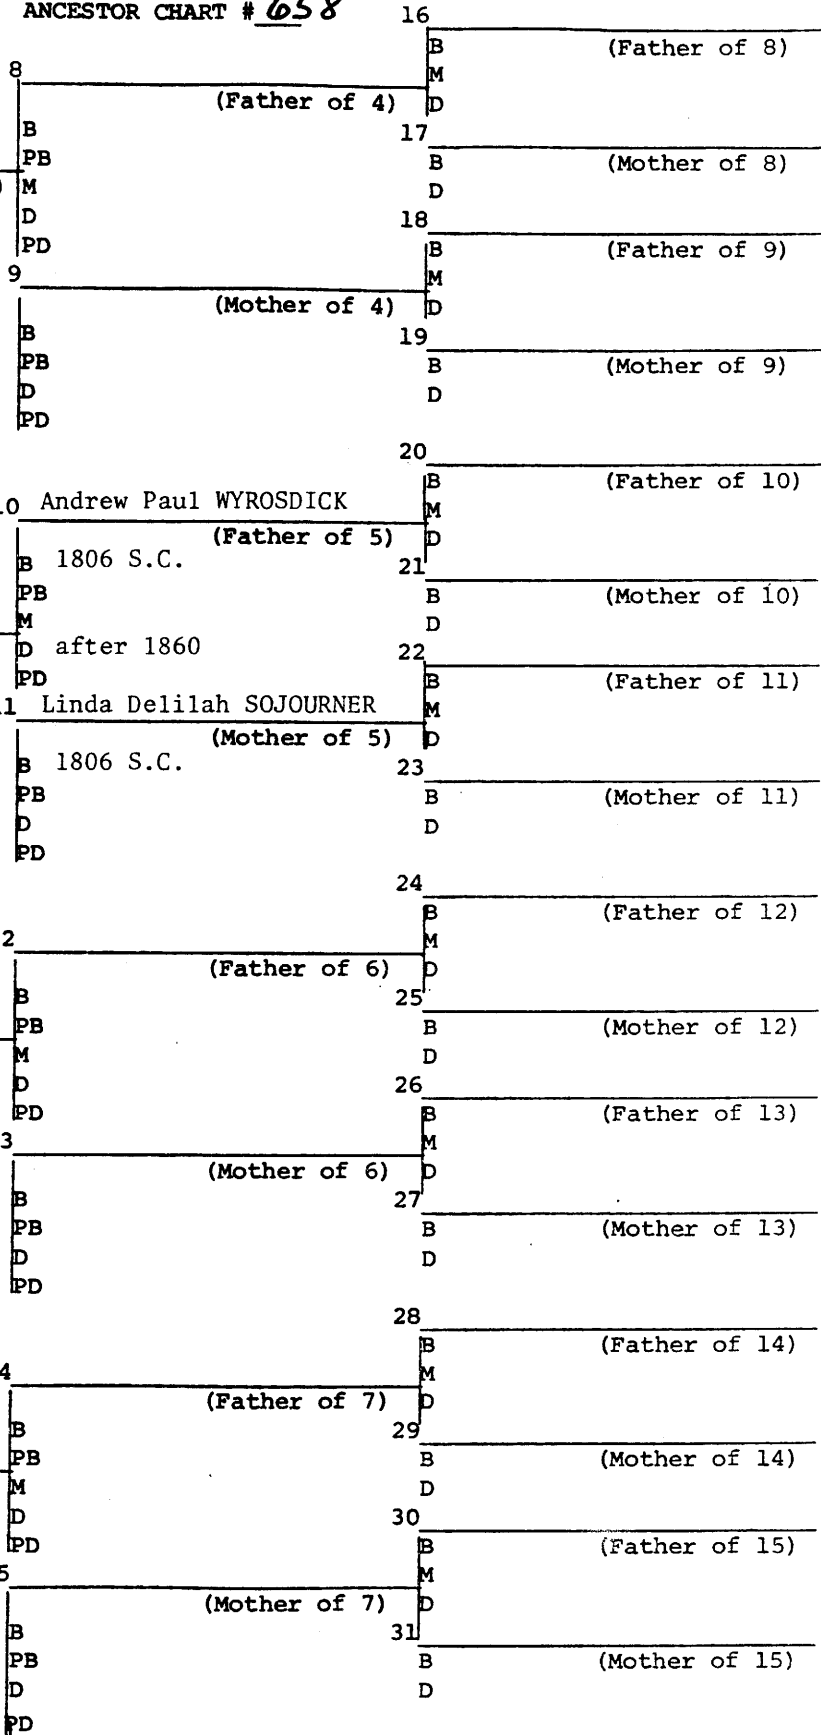 ANCESTOR CHART # 658
16
B (Father of 8)
M
8
(Father of 4) D
B
17
PB
B (Mother of 8)
) M
D
D
18
PD
B (Father of 9)
9
M
(Mother of 4) D
B
19
PB
B (Mother of 9)
D
D
PD
20
B (Father of 10)
10 Andrew Paul WYROSDICK
M
(Father of 5) D
B 1806 S.C.
21
PB
B (Mother of 10)
M
D
D after 1860
22
PD
B (Father of 11)
11 Linda Delilah SOJOURNER
M
(Mother of 5) D
B 1806 S.C.
23
PB
B (Mother of 11)
D
D
PD
24
B (Father of 12)
2
M
(Father of 6) D
B
25
PB
B (Mother of 12)
M
D
D
26
PD
B (Father of 13)
3
M
(Mother of 6) D
B
27
PB
B (Mother of 13)
D
D
PD
28
B (Father of 14)
4
M
(Father of 7) D
B
29
PB
B (Mother of 14)
M
D
D
30
PD
B (Father of 15)
5
M
(Mother of 7) D
B
31
PB
B (Mother of 15)
D
D
PD